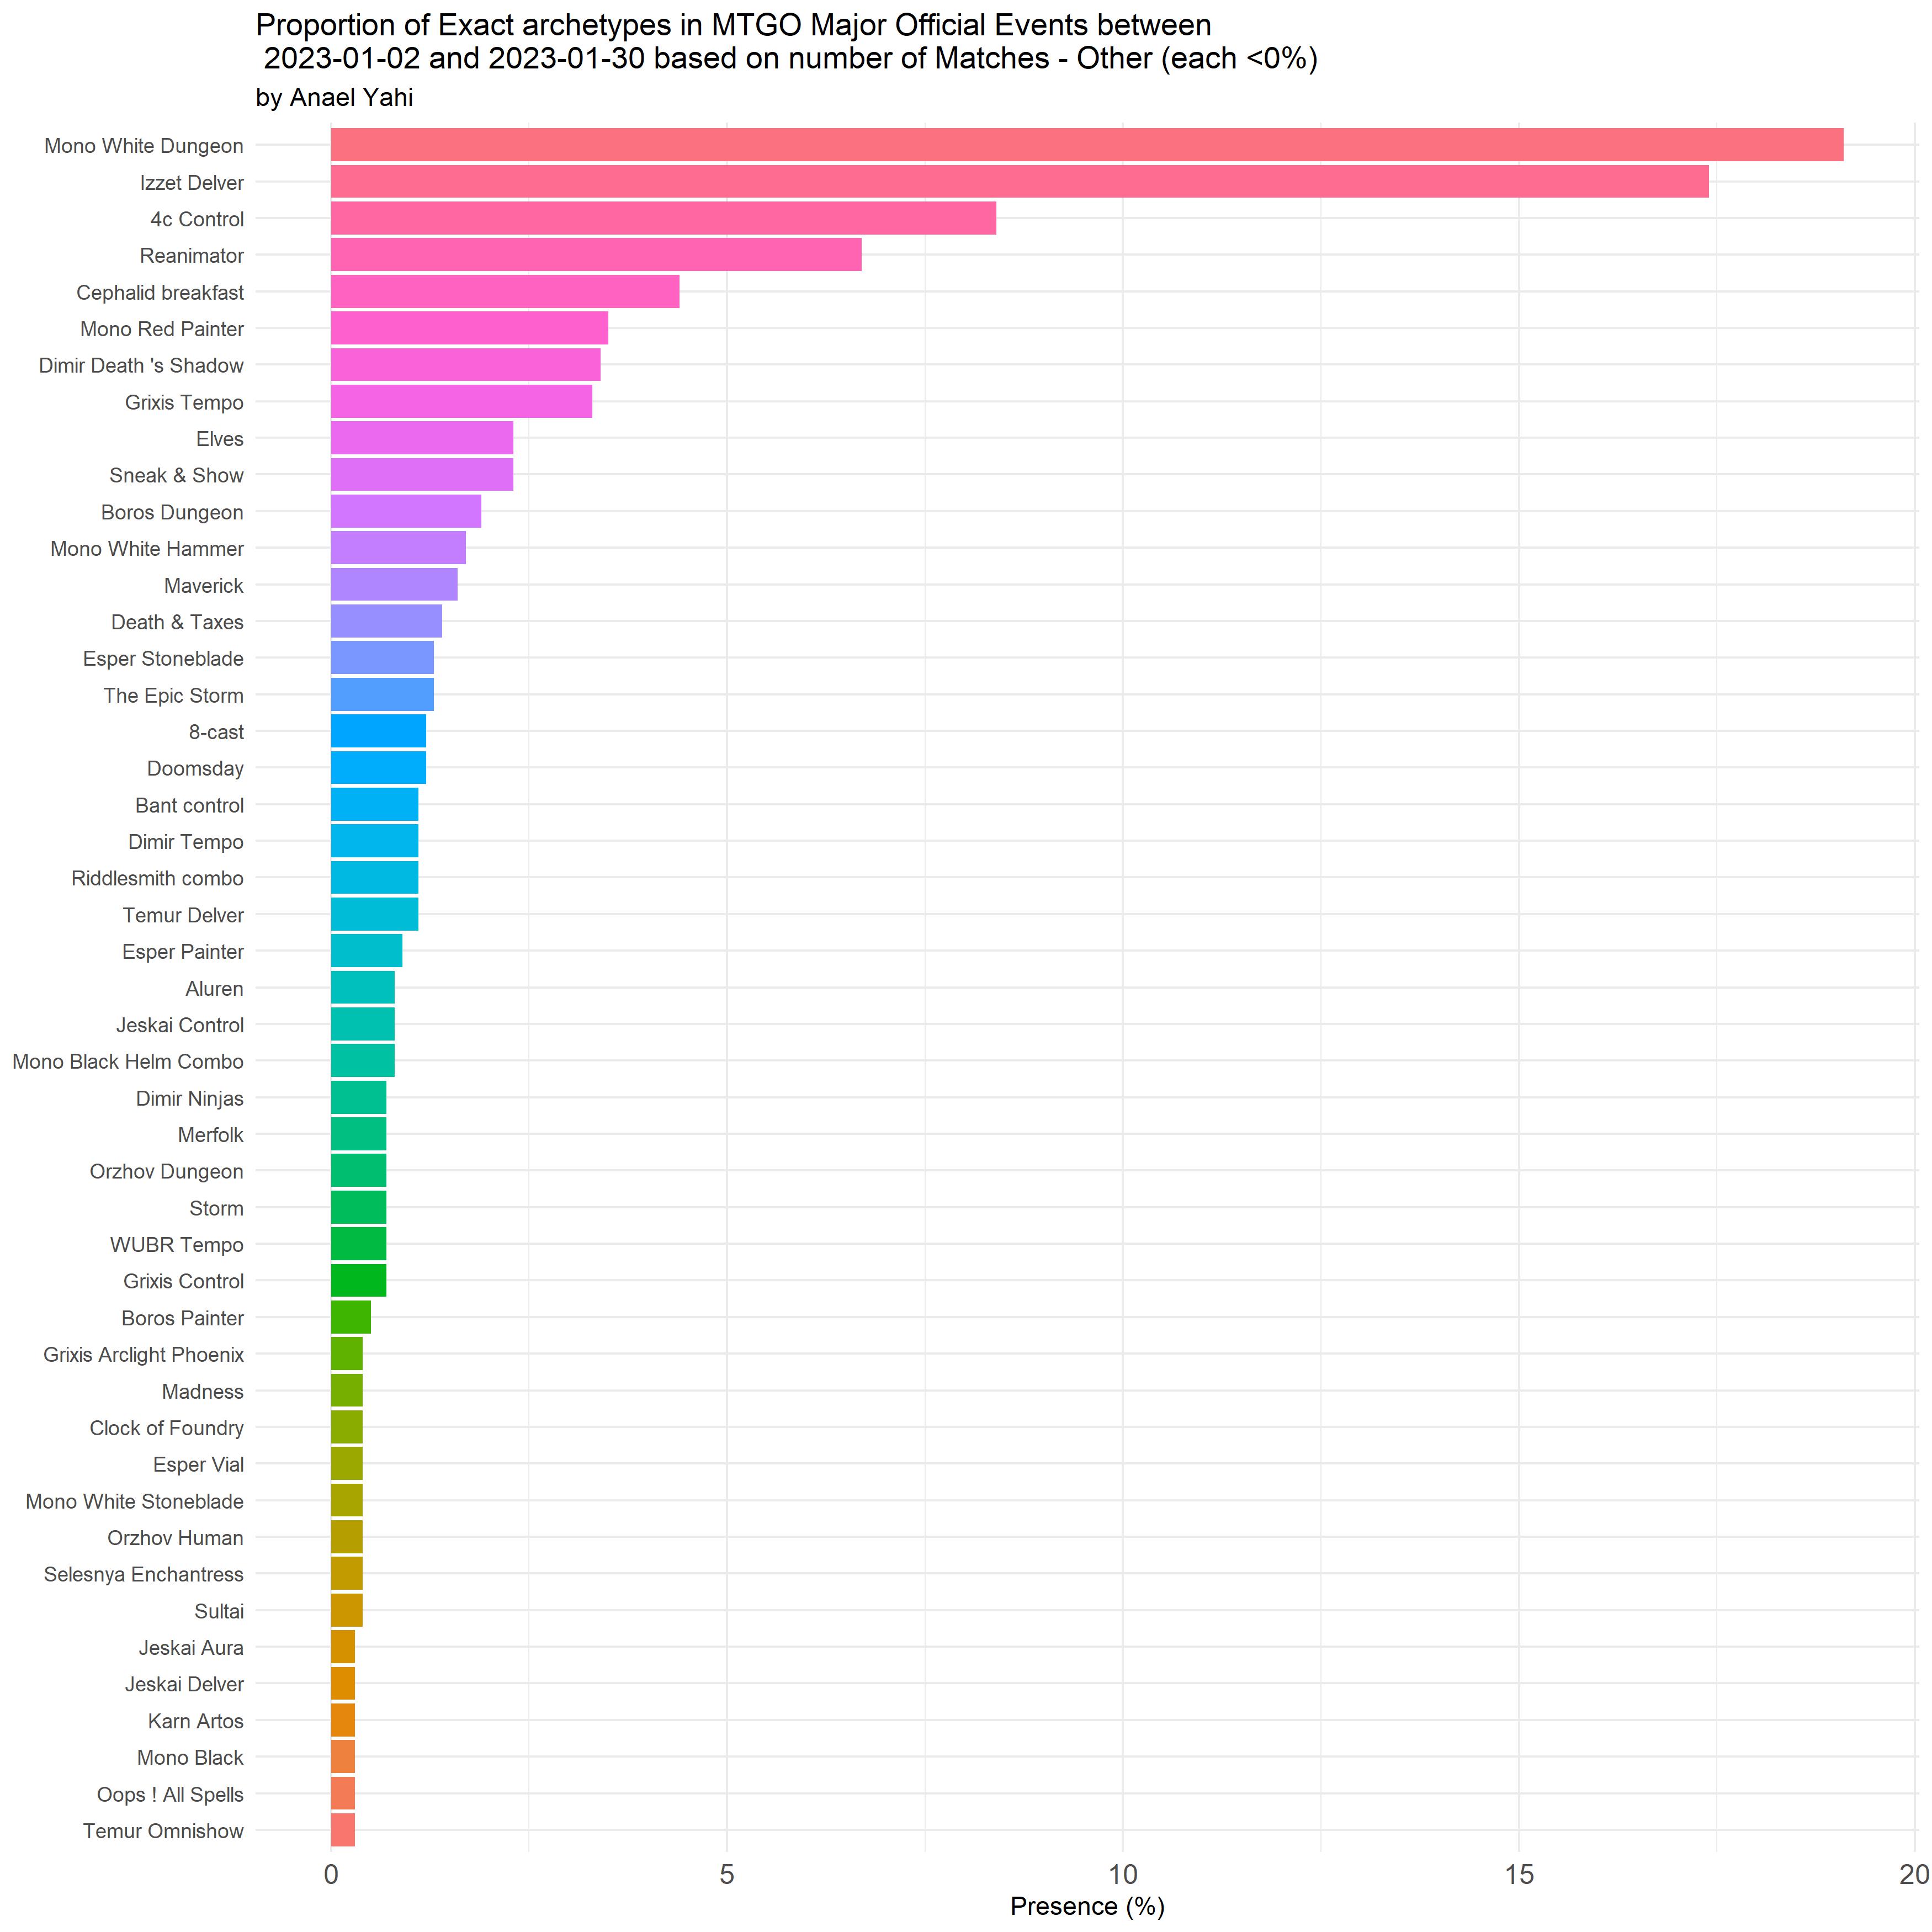 Proportion of Exact archetypes in MTGO Major Official Events between
2023-01-02 and 2023-01-30 based on number of Matches - Other (each <0%)
by Anael Yahi
Mono White Dungeon
Izzet Delver
4c Control
Reanimator
Cephalid breakfast
Mono Red Painter
Dimir Death 's Shadow
Grixis Tempo
Elves
Sneak & Show
Boros Dungeon
Mono White Hammer
Maverick
Death & Taxes
Esper Stoneblade
The Epic Storm
8-cast
Doomsday
Bant control
Dimir Tempo
Riddlesmith combo
Temur Delver
Esper Painter
Aluren
Jeskai Control
Mono Black Helm Combo
Dimir Ninjas
Merfolk
Orzhov Dungeon
Storm
WUBR Tempo
Grixis Control
Boros Painter
Grixis Arclight Phoenix
Madness
Clock of Foundry
Esper Vial
Mono White Stoneblade
Orzhov Human
Selesnya Enchantress
Sultai
Jeskai Aura
Jeskai Delver
Karn Artos
Mono Black
Oops ! All Spells
Temur Omnishow
0 5 10 15 20
Presence (%)